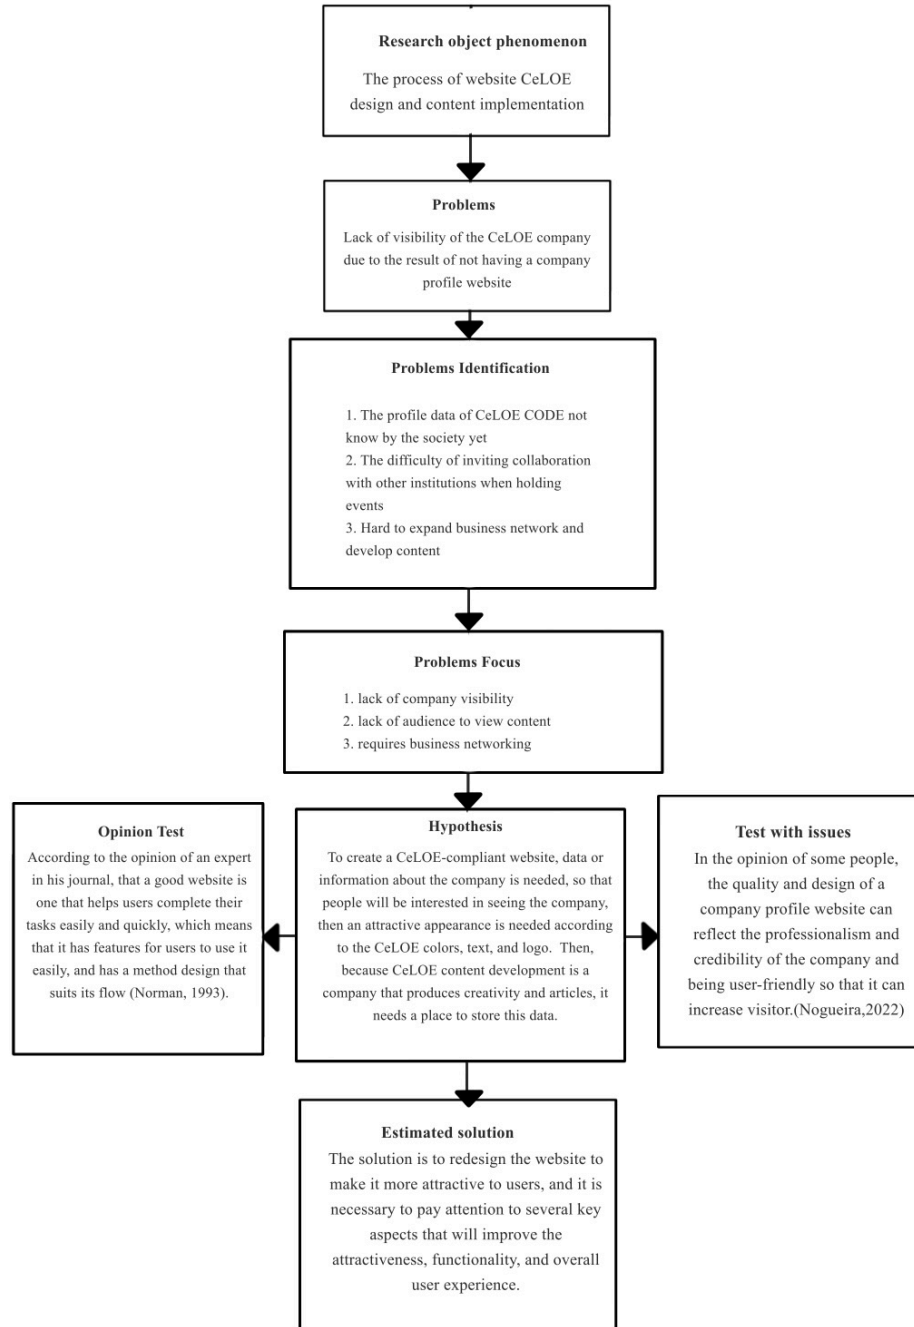 Research object phenomenon
The process of website CeLOE
design and content implementation
Problems
Lack of visibility of the CeLOE company
due to the result of not having a company
profile website
Problems Identification
1. The profile data of CeLOE CODE not
know by the society yet
2. The difficulty of inviting collaboration
with other institutions when holding
events
3. Hard to expand business network and
develop content
Problems Focus
1. lack of company visibility
2. lack of audience to view content
3. requires business networking
Opinion Test
According to the opinion of an expert
in his journal, that a good website is
one that helps users complete their
tasks easily and quickly, which means
that it has features for users to use it
easily, and has a method design that
suits its flow (Norman, 1993).
Hypothesis
To create a CeLOE-compliant website, data or
information about the company is needed, so that
people will be interested in seeing the company,
then an attractive appearance is needed according
to the CeLOE colors, text, and logo.  Then,
because CeLOE content development is a
company that produces creativity and articles, it
needs a place to store this data.
Test with issues
In the opinion of some people,
the quality and design of a
company profile website can
reflect the professionalism and
credibility of the company and
being user-friendly so that it can
increase visitor.(Nogueira,2022)
Estimated solution
The solution is to redesign the website to
make it more attractive to users, and it is
necessary to pay attention to several key
aspects that will improve the
attractiveness, functionality, and overall
user experience.